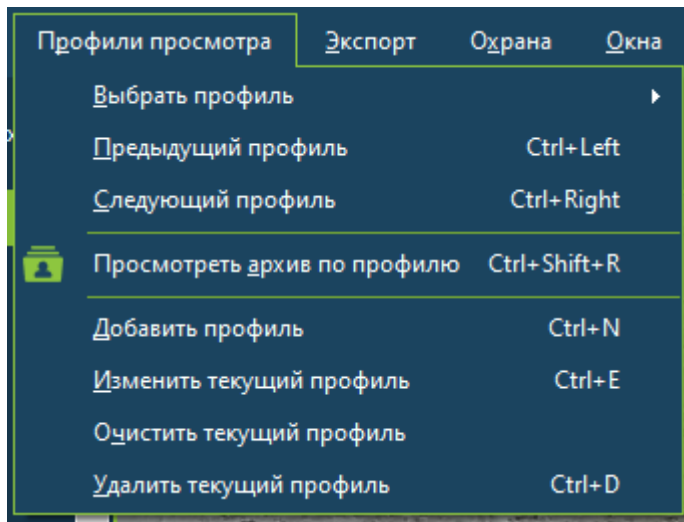 Профили просмотра Экспорт Охрана Окна
Выбрать профиль
Предыдущий профиль Ctrl+Left
Следующий профиль Ctrl+Right
Просмотреть архив по профилю Ctrl+Shift+R
Добавить профиль Ctrl+N
Изменить текущий профиль Ctrl+E
Очистить текущий профиль
Удалить текущий профиль Ctrl+D